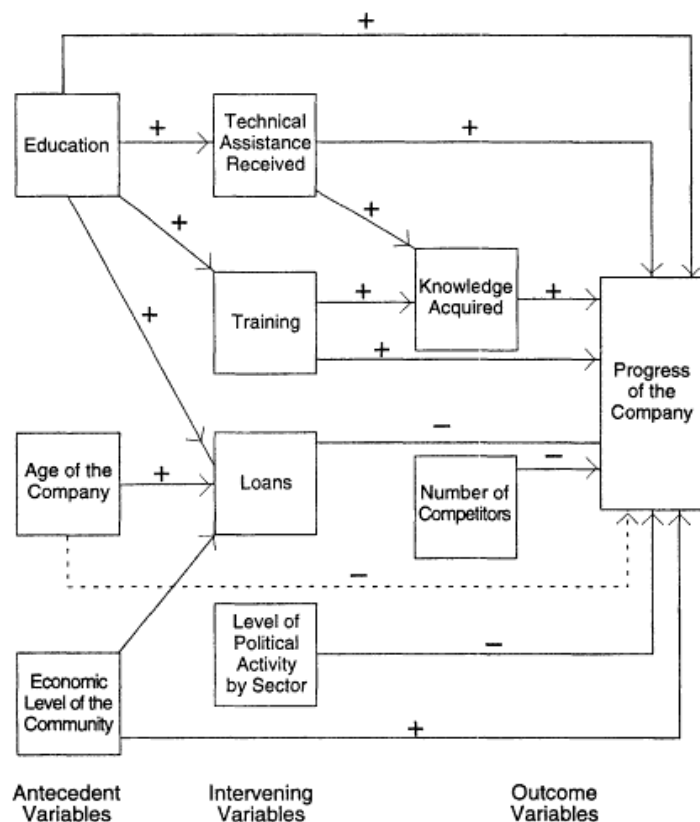 +
Education
+
Technical
Assistance
Received
+
+
+
Training
+
Knowledge
Acquired
+
+
+
Progress
of the
Company
Age of the
Company
+
Loans
−
Number of
Competitors
−
−
Level of
Political
Activity
by Sector
−
Economic
Level of the
Community
+
Antecedent
Variables
Intervening
Variables
Outcome
Variables